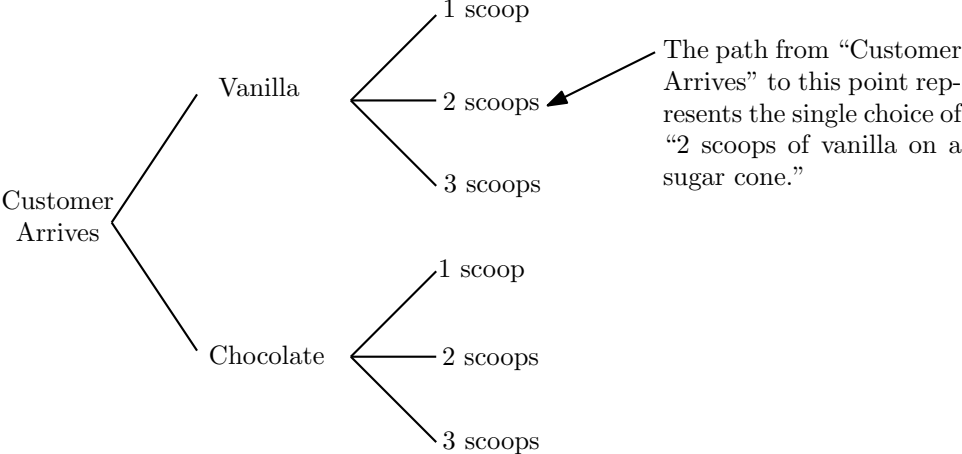 1 scoop
Vanilla
2 scoops
3 scoops
The path from “Customer
Arrives” to this point rep-
resents the single choice of
“2 scoops of vanilla on a
sugar cone.”
Customer
Arrives
1 scoop
Chocolate
2 scoops
3 scoops